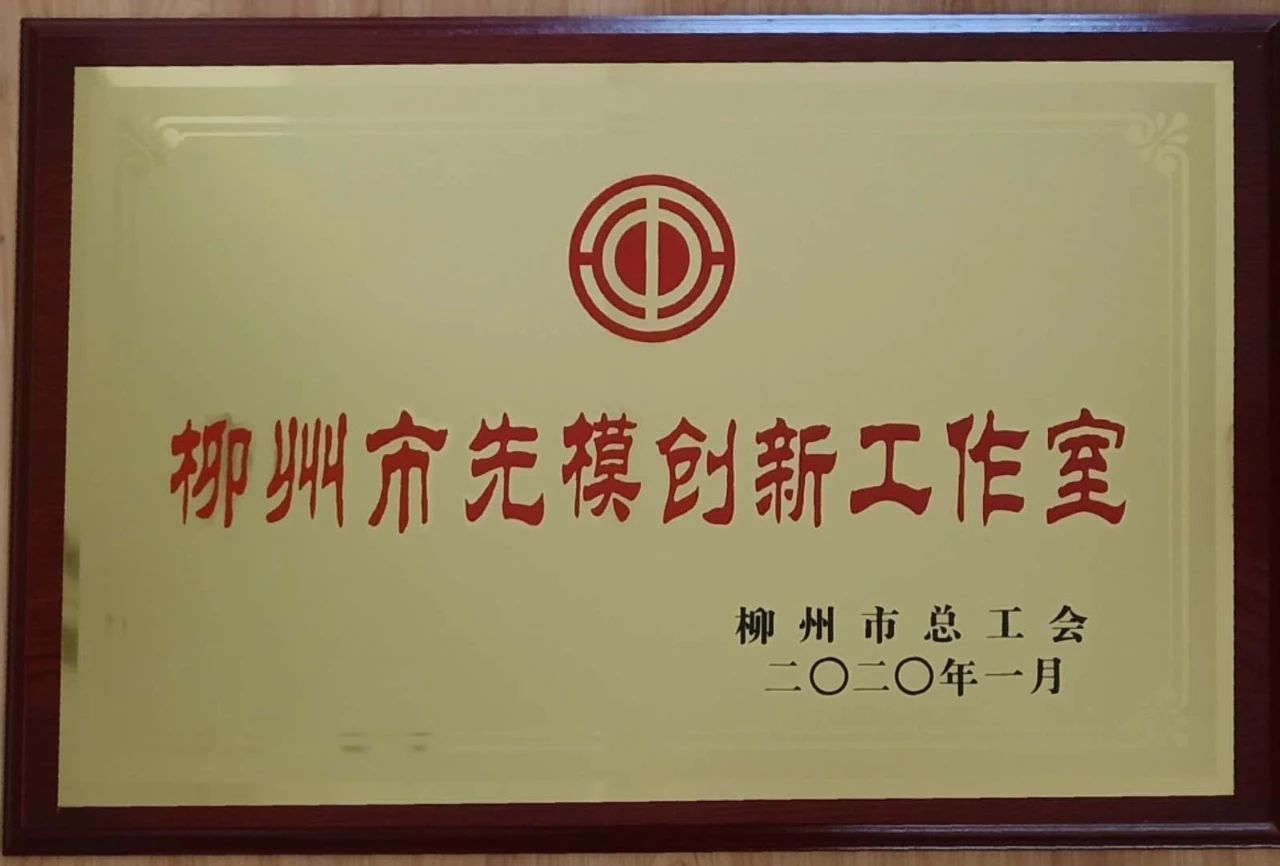 柳州市先模创新工作室
柳州市总工会
二〇二〇年一月